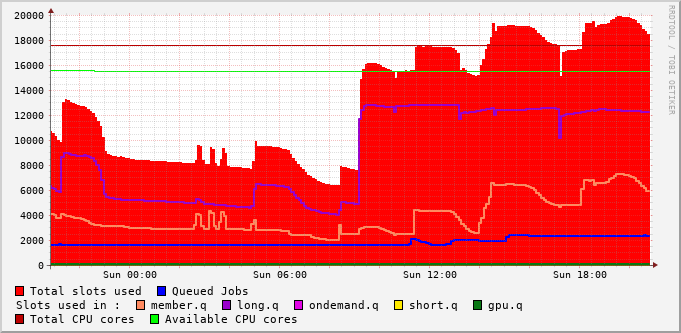 20000
18000
16000
14000
12000
10000
8000
6000
4000
2000
0
Sun 00:00 Sun 06:00 Sun 12:00 Sun 18:00
RRDTOOL / TOBI OETIKER
Total slots used Queued Jobs
Slots used in : member.q long.q ondemand.q short.q gpu.q
Total CPU cores Available CPU cores